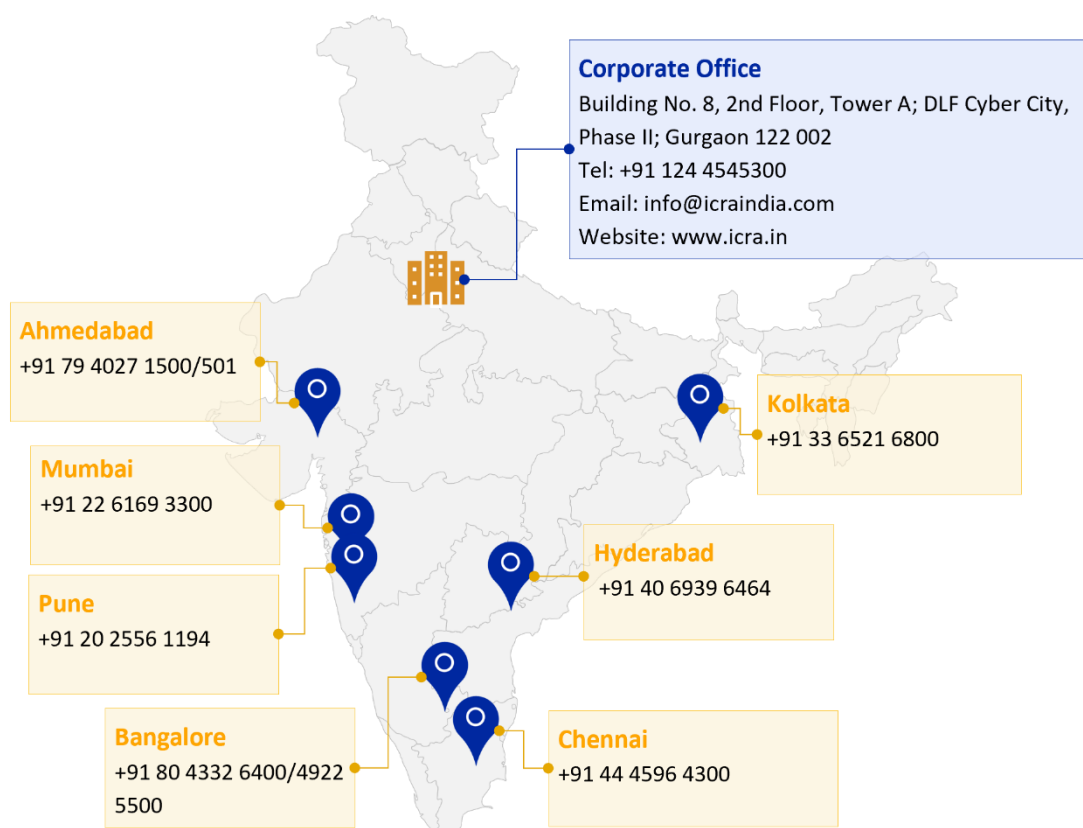 Corporate Office
Building No. 8, 2nd Floor, Tower A; DLF Cyber City,
Phase II; Gurgaon 122 002
Tel: +91 124 4545300
Email: info@icraindia.com
Website: www.icra.in
Ahmedabad
+91 79 4027 1500/501
Kolkata
+91 33 6521 6800
Mumbai
+91 22 6169 3300
Hyderabad
+91 40 6939 6464
Pune
+91 20 2556 1194
Bangalore
+91 80 4332 6400/4922
5500
Chennai
+91 44 4596 4300